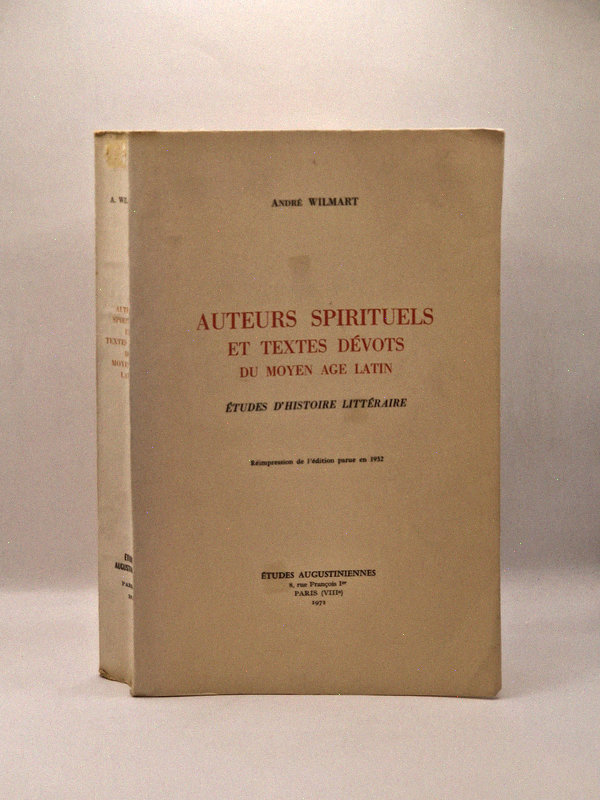 André WILMART
AUTEURS SPIRITUELS
ET TEXTES DÉVOTS
DU MOYEN AGE LATIN
ÉTUDES D'HISTOIRE LITTÉRAIRE
Réimpression de l'édition parue en 1932
ÉTUDES AUGUSTINIENNES
8, rue François Ier
PARIS (VIIIe)
1971